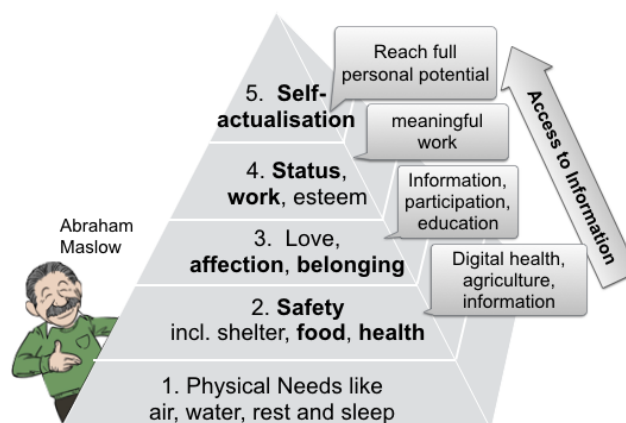 Reach full
personal potential
5. Self-
actualisation
meaningful
work
4. Status,
work, esteem
Information,
participation,
education
Access to Information
Abraham
Maslow
3. Love,
affection, belonging
Digital health,
agriculture,
information
2. Safety
incl. shelter, food, health
1. Physical Needs like
air, water, rest and sleep